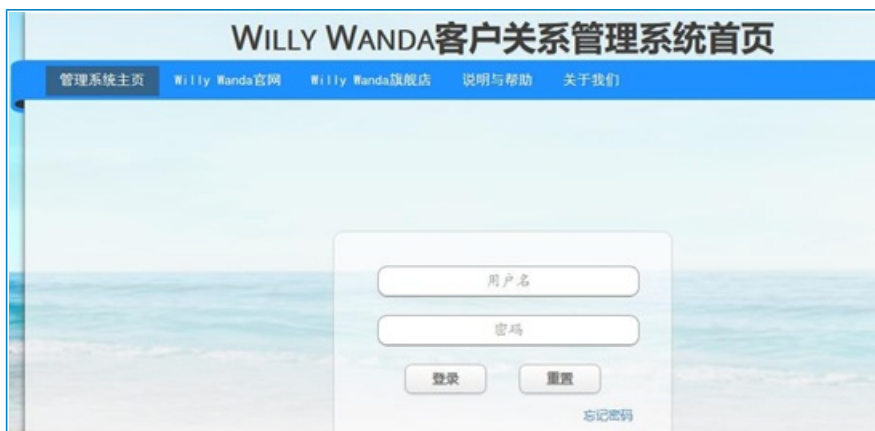 WILLY WANDA客户关系管理系统首页
管理系统主页 Willy Wanda官网 Willy Wanda旗舰店 说明与帮助 关于我们
用户名
密码
登录 重置
忘记密码